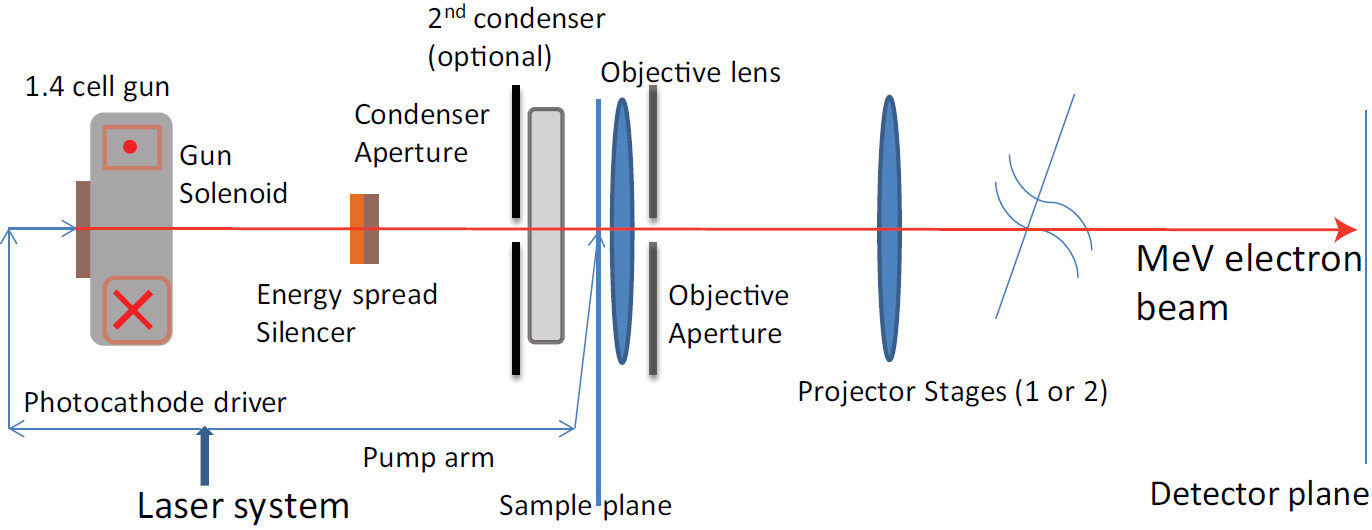 2nd condenser
(optional)
Objective lens
1.4 cell gun
Condenser
Aperture
Gun
Solenoid
Energy spread
Silencer
Objective
Aperture
MeV electron
beam
Projector Stages (1 or 2)
Photocathode driver
Pump arm
Laser system
Sample plane
Detector plane